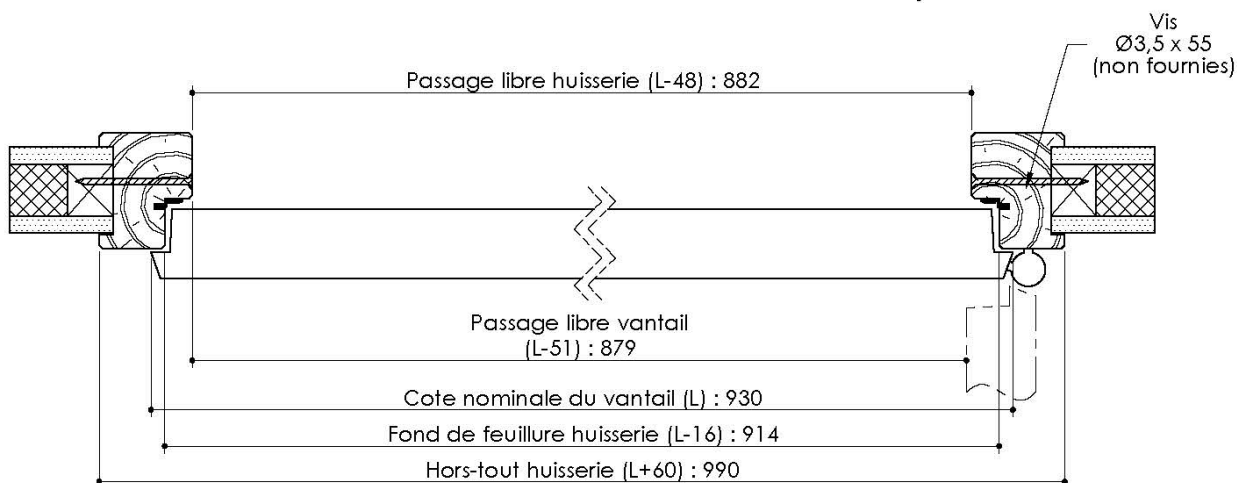 Vis
Ø3,5 x 55
(non fournies)
Passage libre huisserie (L-48) : 882
Passage libre vantail
(L-51) : 879
Cote nominale du vantail (L) : 930
Fond de feuillure huisserie (L-16) : 914
Hors-tout huisserie (L+60) : 990